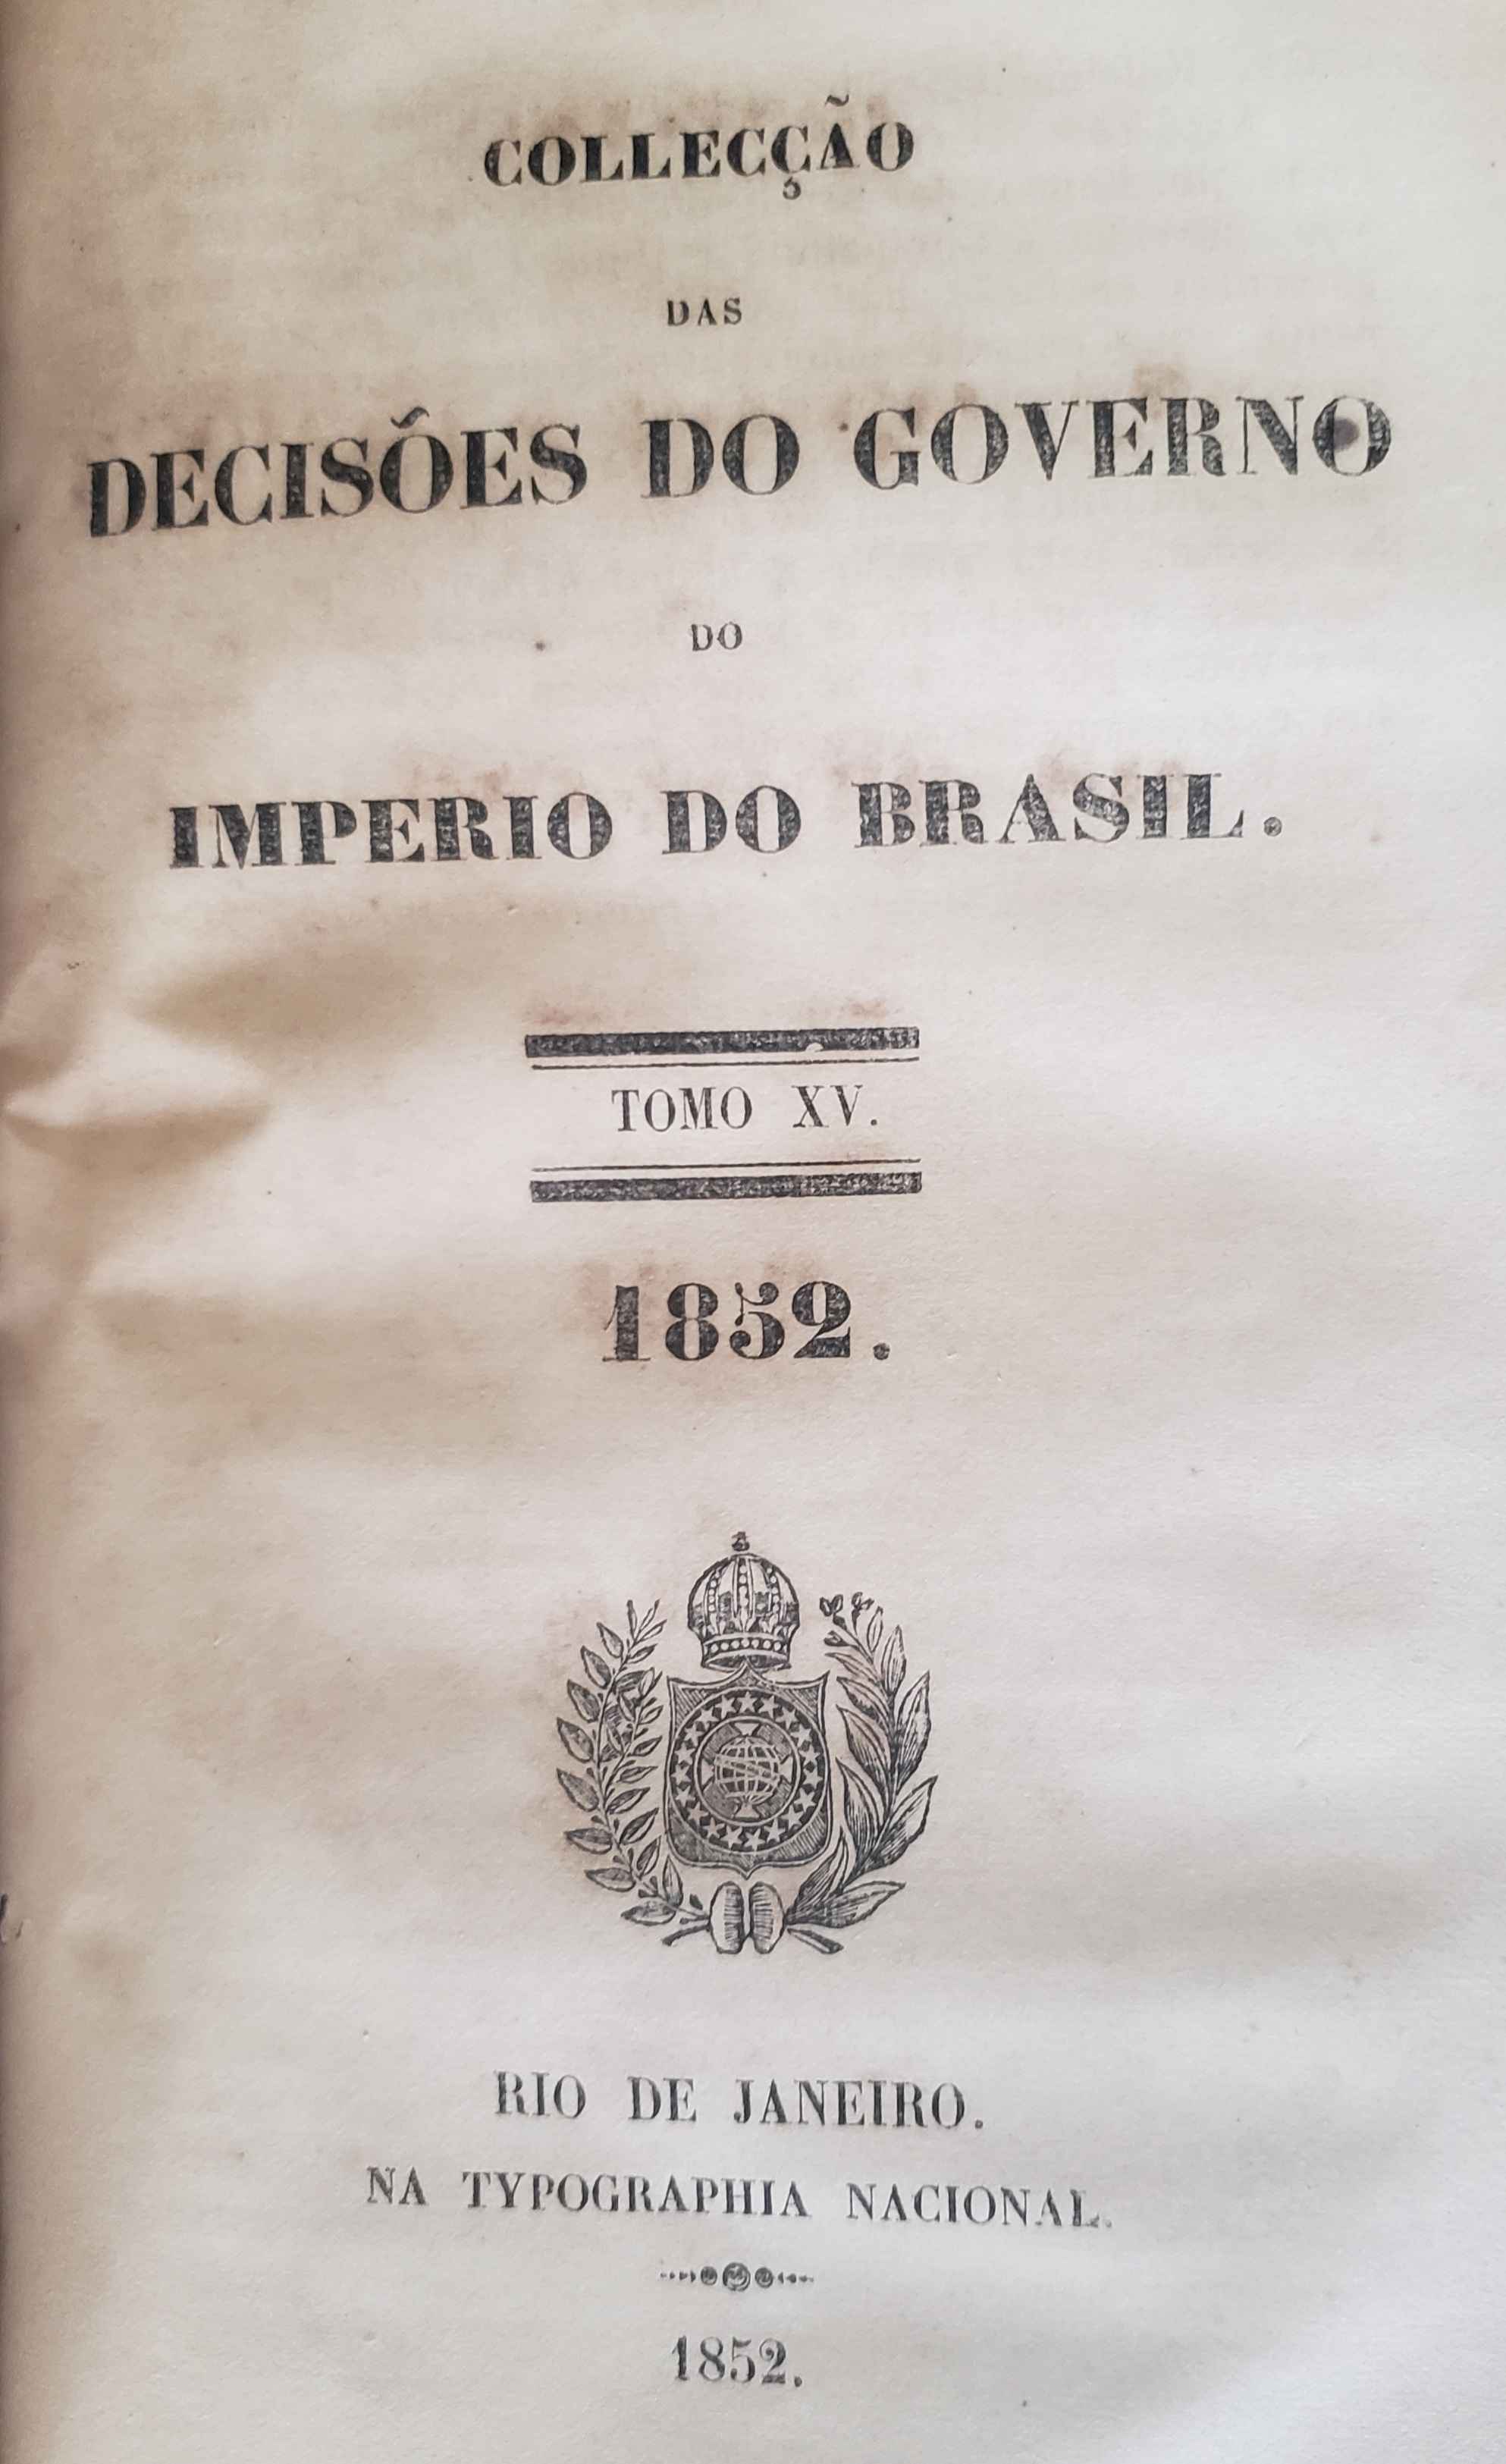 COLLECÇÃO
DAS
DECISÕES DO GOVERNO
DO
IMPERIO DO BRASIL.
TOMO XV.
1852.
RIO DE JANEIRO.
NA TYPOGRAPHIA NACIONAL.
1852.